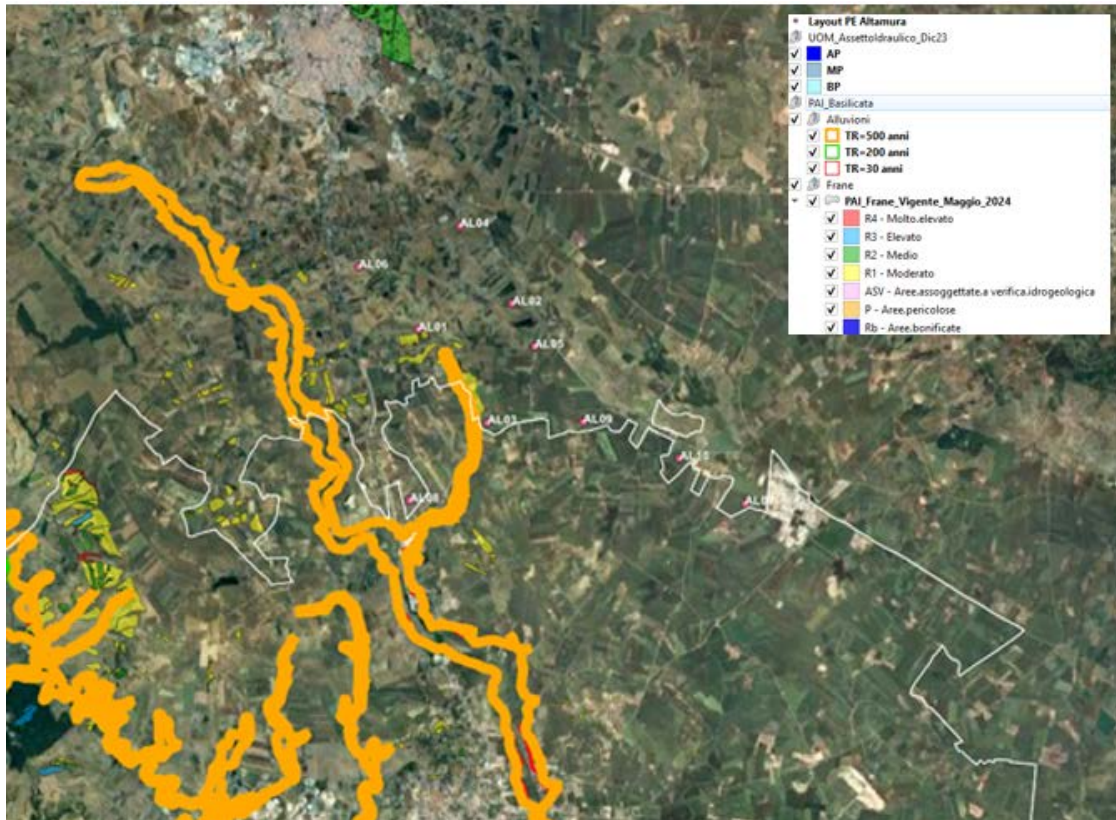 Layout PE Altamura
UOM_AssettoIdraulico_Dic23
AP
MP
BP
PAI_Basilicata
Alluvioni
TR=500 anni
TR=200 anni
TR=30 anni
Frane
PAI_Frane_Vigente_Maggio_2024
R4 - Molto.elevato
R3 - Elevato
R2 - Medio
R1 - Moderato
ASV - Aree.assoggettate.a verifica.idrogeologica
P - Aree.pericolose
Rb - Aree.bonificate
AL04
AL06
AL02
AL01
AL05
AL03
AL09
AL10
AL08